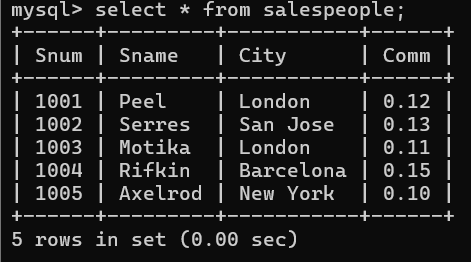 mysql> select * from salespeople;
+------+---------+-----------+------+
| Snum | Sname   | City      | Comm |
+------+---------+-----------+------+
| 1001 | Peel    | London    | 0.12 |
| 1002 | Serres  | San Jose  | 0.13 |
| 1003 | Motika  | London    | 0.11 |
| 1004 | Rifkin  | Barcelona | 0.15 |
| 1005 | Axelrod | New York  | 0.10 |
+------+---------+-----------+------+
5 rows in set (0.00 sec)